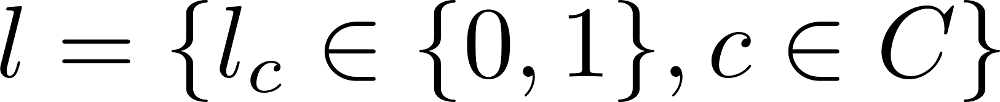 l = {l_c ∈ {0, 1}, c ∈ C}